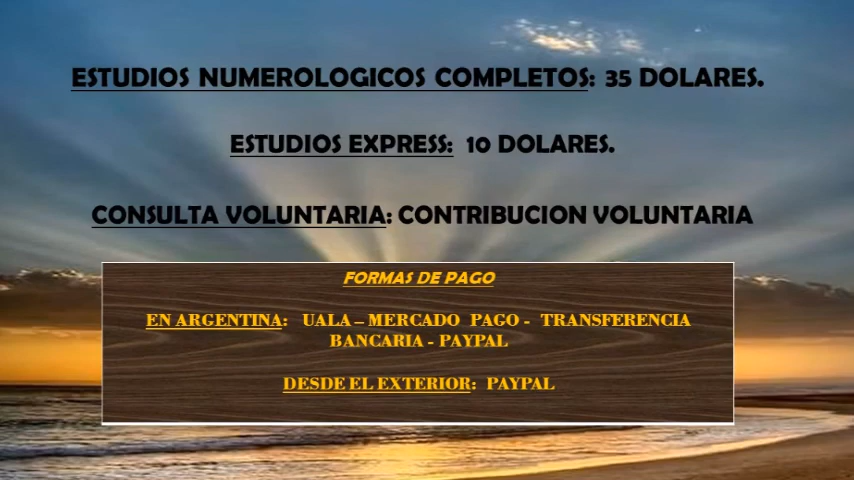 ESTUDIOS NUMEROLOGICOS COMPLETOS: 35 DOLARES.
ESTUDIOS EXPRESS: 10 DOLARES.
CONSULTA VOLUNTARIA: CONTRIBUCION VOLUNTARIA
FORMAS DE PAGO
EN ARGENTINA: UALA – MERCADO PAGO - TRANSFERENCIA
BANCARIA - PAYPAL
DESDE EL EXTERIOR: PAYPAL